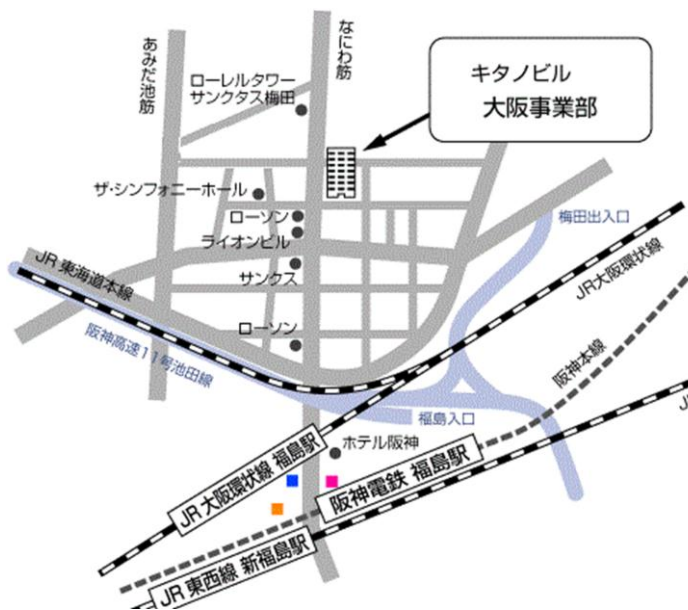 あみだ池筋
なにわ筋
ローレルタワー
サンクタス梅田
キタノビル
大阪事業部
ザ・シンフォニーホール
ローソン
ライオンビル
梅田出入口
JR東海道本線
サンクス
JR大阪環状線
ローソン
阪神高速11号池田線
阪神本線
福島入口
JR
ホテル阪神
JR大阪環状線 福島駅
阪神電鉄 福島駅
JR東西線 新福島駅